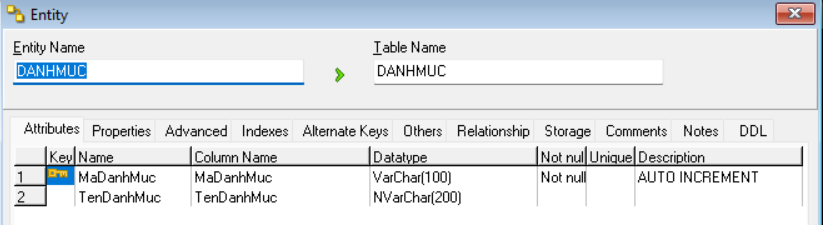 Entity
Entity Name
Table Name
DANHMUC
DANHMUC
Attributes Properties Advanced Indexes Alternate Keys Others Relationship Storage Comments Notes DDL
Key Name Column Name Datatype Not nul Unique Description
1 MaDanhMuc MaDanhMuc VarChar(100) Not null AUTO INCREMENT
2 TenDanhMuc TenDanhMuc NVarChar(200)